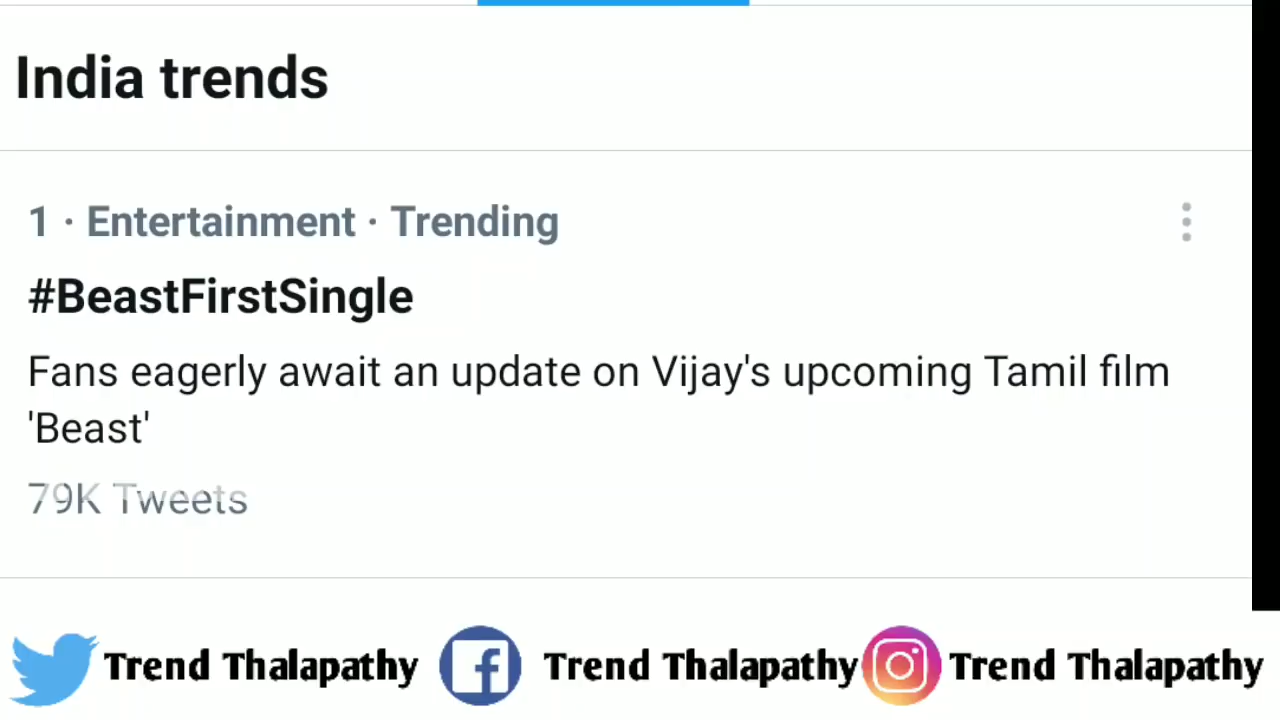 India trends
1 · Entertainment · Trending
#BeastFirstSingle
Fans eagerly await an update on Vijay's upcoming Tamil film
'Beast'
79K Tweets
Trend Thalapathy Trend Thalapathy Trend Thalapathy